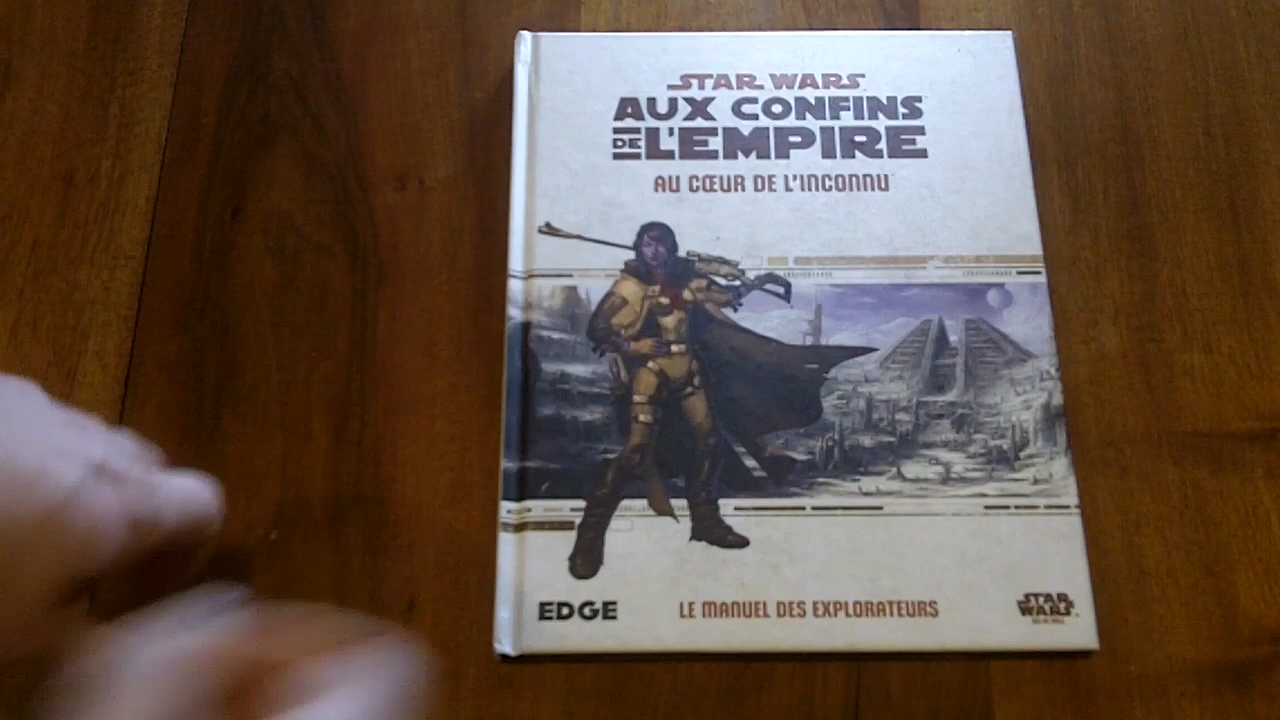 STAR WARS
AUX CONFINS
DE L'EMPIRE
AU CŒUR DE L'INCONNU
EDGE
LE MANUEL DES EXPLORATEURS
STAR
WARS